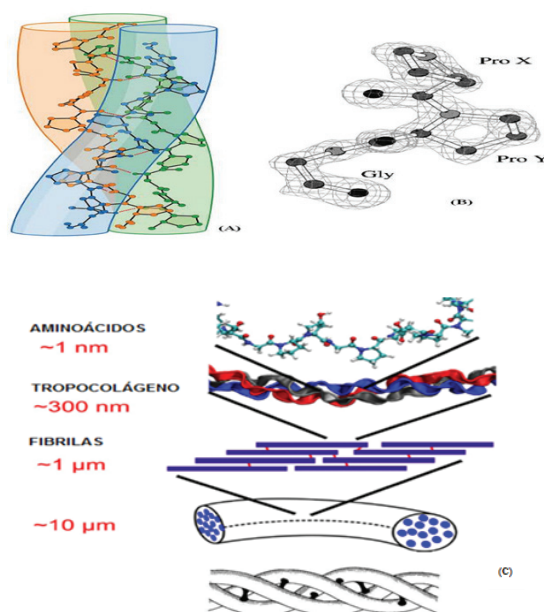 (A)
Pro X
Gly
Pro Y
(B)
AMINOÁCIDOS
~1 nm
TROPOCOLÁGENO
~300 nm
FIBRILAS
~1 µm
~10 µm
(C)